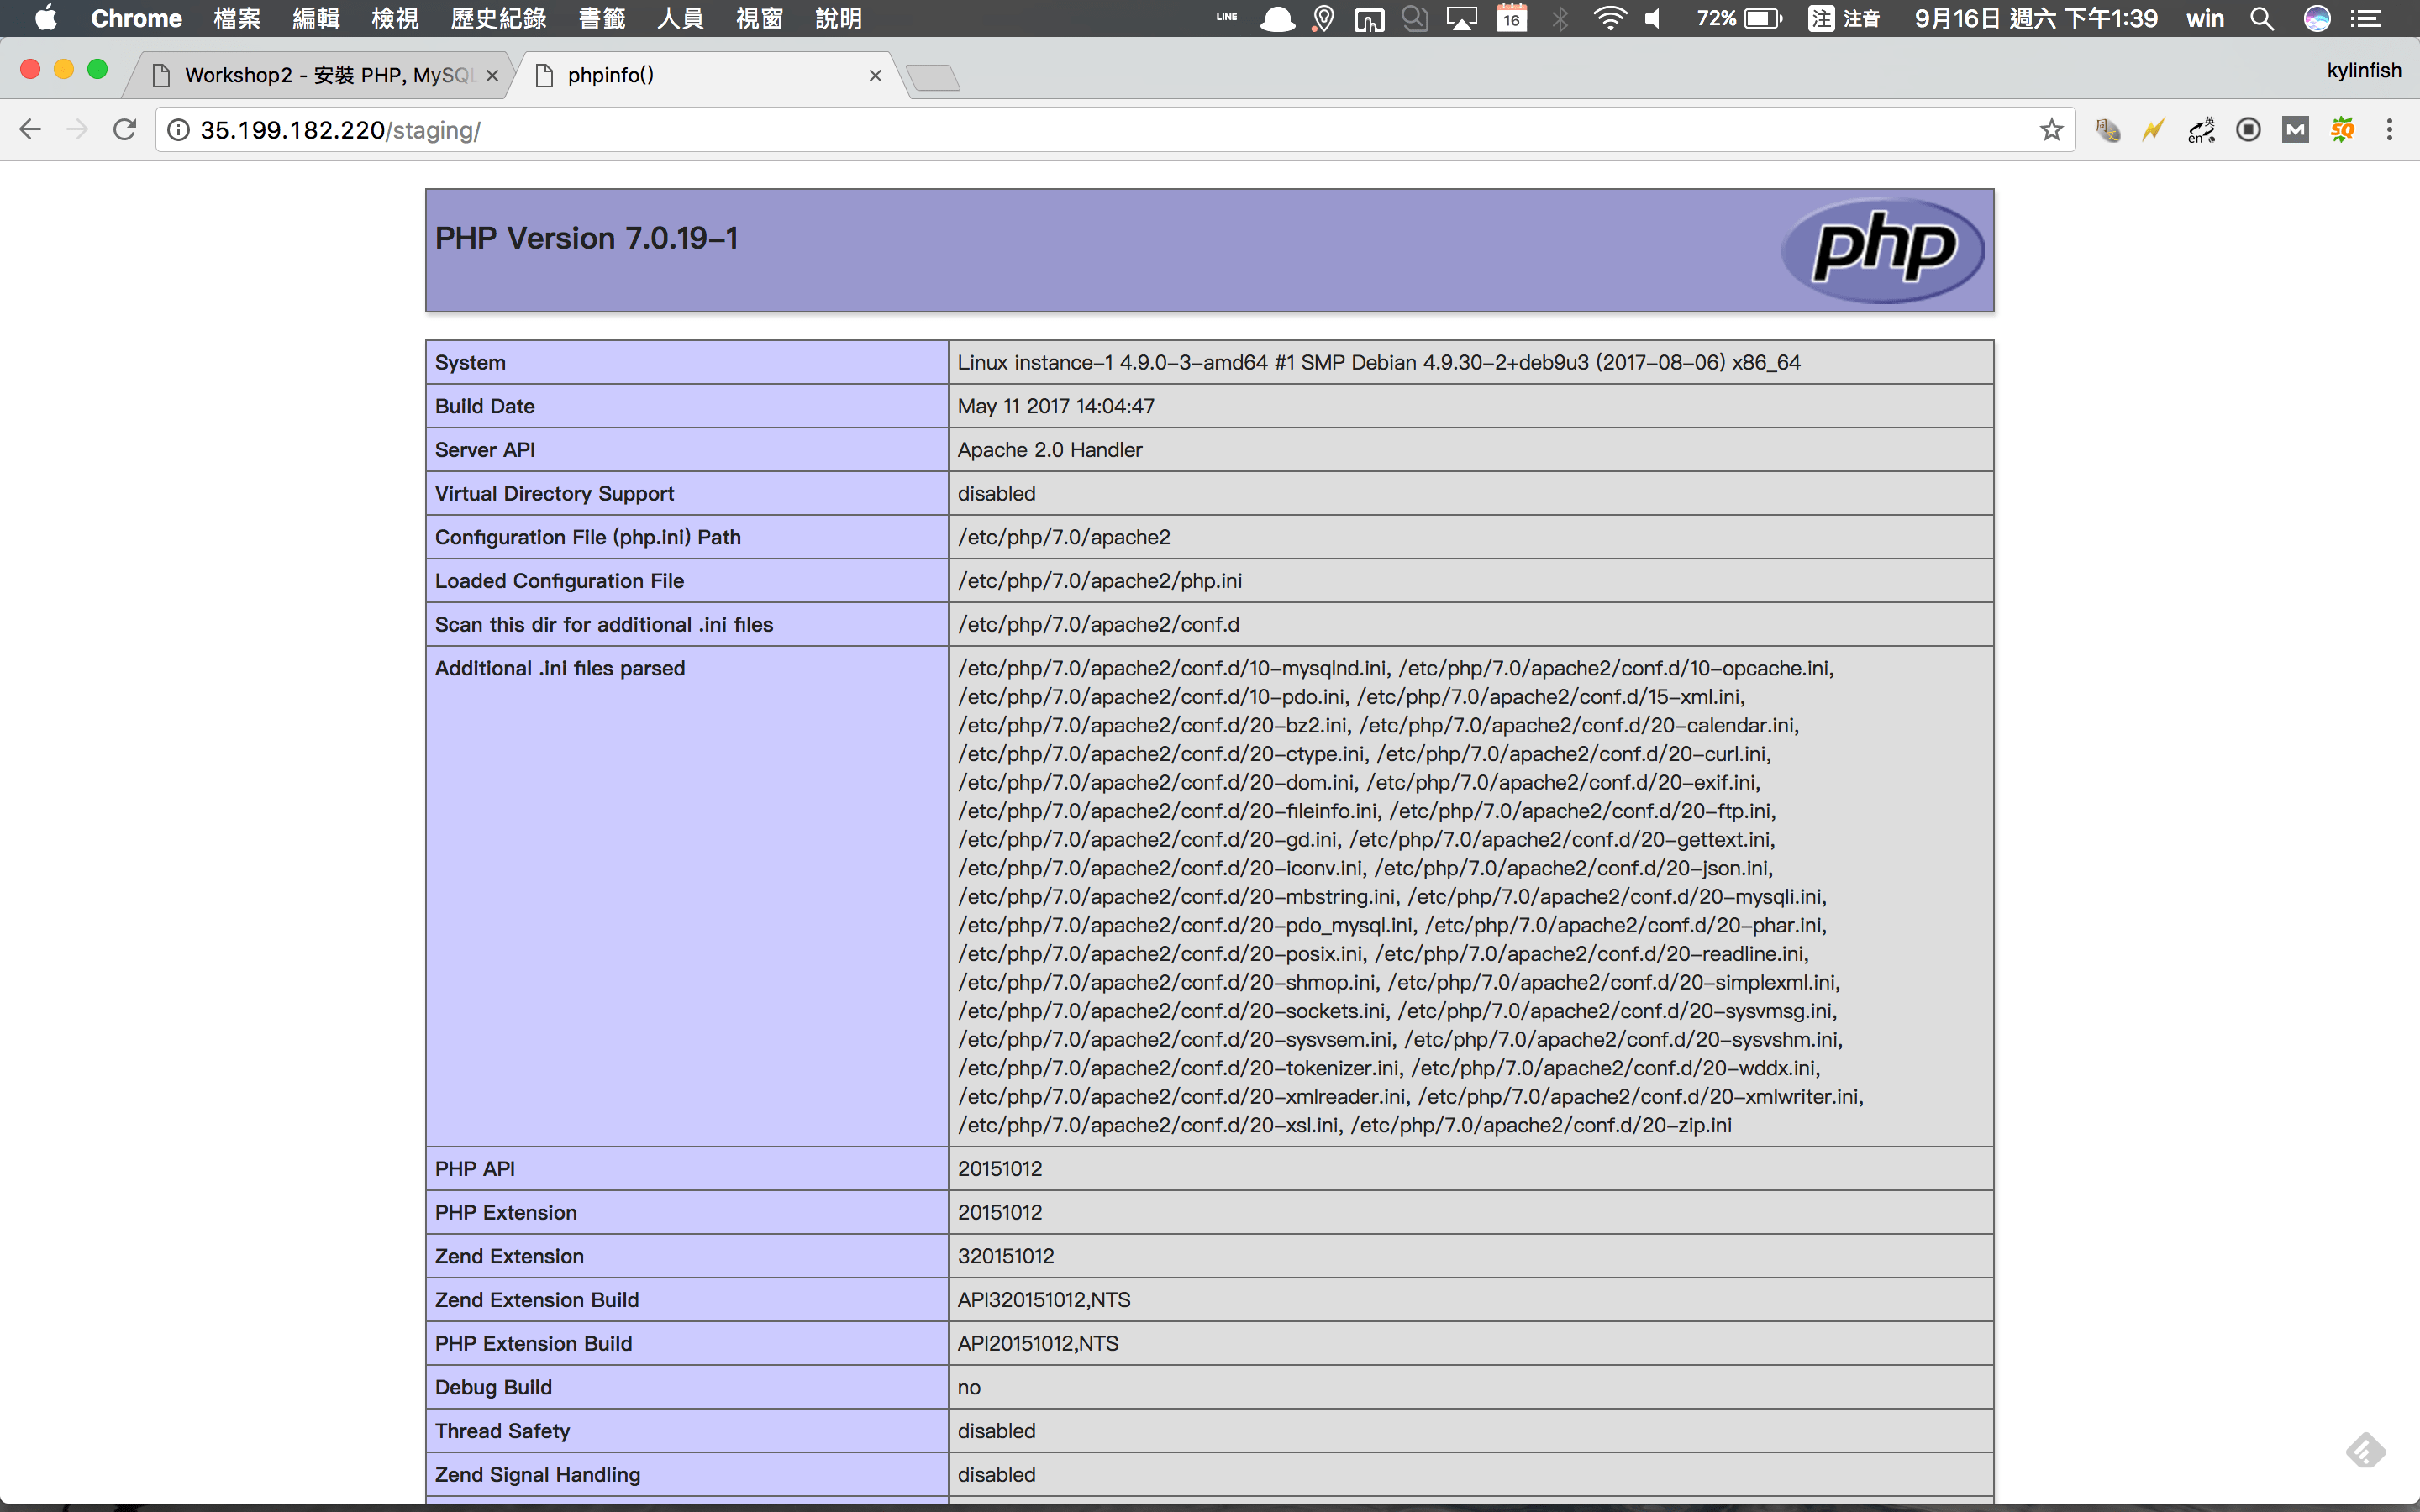 Chrome 檔案 編輯 檢視 歷史紀錄 書籤 人員 視窗 說明 LINE 16 72% 注 注音 9月16日 週六 下午1:39 win
Workshop2 - 安裝 PHP, MySQL phpinfo() kylinfish
35.199.182.220/staging/ 英 en M SQ
PHP Version 7.0.19-1 php
System Linux instance-1 4.9.0-3-amd64 #1 SMP Debian 4.9.30-2+deb9u3 (2017-08-06) x86_64
Build Date May 11 2017 14:04:47
Server API Apache 2.0 Handler
Virtual Directory Support disabled
Configuration File (php.ini) Path /etc/php/7.0/apache2
Loaded Configuration File /etc/php/7.0/apache2/php.ini
Scan this dir for additional .ini files /etc/php/7.0/apache2/conf.d
Additional .ini files parsed /etc/php/7.0/apache2/conf.d/10-mysqlnd.ini, /etc/php/7.0/apache2/conf.d/10-opcache.ini,
/etc/php/7.0/apache2/conf.d/10-pdo.ini, /etc/php/7.0/apache2/conf.d/15-xml.ini,
/etc/php/7.0/apache2/conf.d/20-bz2.ini, /etc/php/7.0/apache2/conf.d/20-calendar.ini,
/etc/php/7.0/apache2/conf.d/20-ctype.ini, /etc/php/7.0/apache2/conf.d/20-curl.ini,
/etc/php/7.0/apache2/conf.d/20-dom.ini, /etc/php/7.0/apache2/conf.d/20-exif.ini,
/etc/php/7.0/apache2/conf.d/20-fileinfo.ini, /etc/php/7.0/apache2/conf.d/20-ftp.ini,
/etc/php/7.0/apache2/conf.d/20-gd.ini, /etc/php/7.0/apache2/conf.d/20-gettext.ini,
/etc/php/7.0/apache2/conf.d/20-iconv.ini, /etc/php/7.0/apache2/conf.d/20-json.ini,
/etc/php/7.0/apache2/conf.d/20-mbstring.ini, /etc/php/7.0/apache2/conf.d/20-mysqli.ini,
/etc/php/7.0/apache2/conf.d/20-pdo_mysql.ini, /etc/php/7.0/apache2/conf.d/20-phar.ini,
/etc/php/7.0/apache2/conf.d/20-posix.ini, /etc/php/7.0/apache2/conf.d/20-readline.ini,
/etc/php/7.0/apache2/conf.d/20-shmop.ini, /etc/php/7.0/apache2/conf.d/20-simplexml.ini,
/etc/php/7.0/apache2/conf.d/20-sockets.ini, /etc/php/7.0/apache2/conf.d/20-sysvmsg.ini,
/etc/php/7.0/apache2/conf.d/20-sysvsem.ini, /etc/php/7.0/apache2/conf.d/20-sysvshm.ini,
/etc/php/7.0/apache2/conf.d/20-tokenizer.ini, /etc/php/7.0/apache2/conf.d/20-wddx.ini,
/etc/php/7.0/apache2/conf.d/20-xmlreader.ini, /etc/php/7.0/apache2/conf.d/20-xmlwriter.ini,
/etc/php/7.0/apache2/conf.d/20-xsl.ini, /etc/php/7.0/apache2/conf.d/20-zip.ini
PHP API 20151012
PHP Extension 20151012
Zend Extension 320151012
Zend Extension Build API320151012,NTS
PHP Extension Build API20151012,NTS
Debug Build no
Thread Safety disabled
Zend Signal Handling disabled